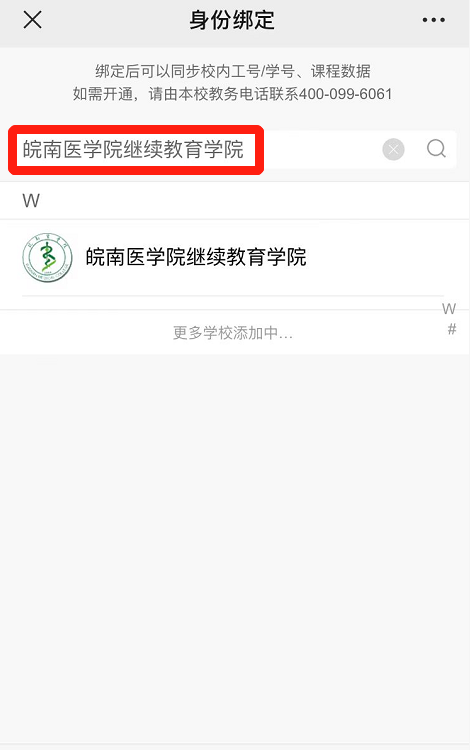 身份绑定
绑定后可以同步校内工号/学号、课程数据
如需开通，请由本校教务电话联系400-099-6061
皖南医学院继续教育学院
W
皖南医学院继续教育学院
W
#
更多学校添加中...